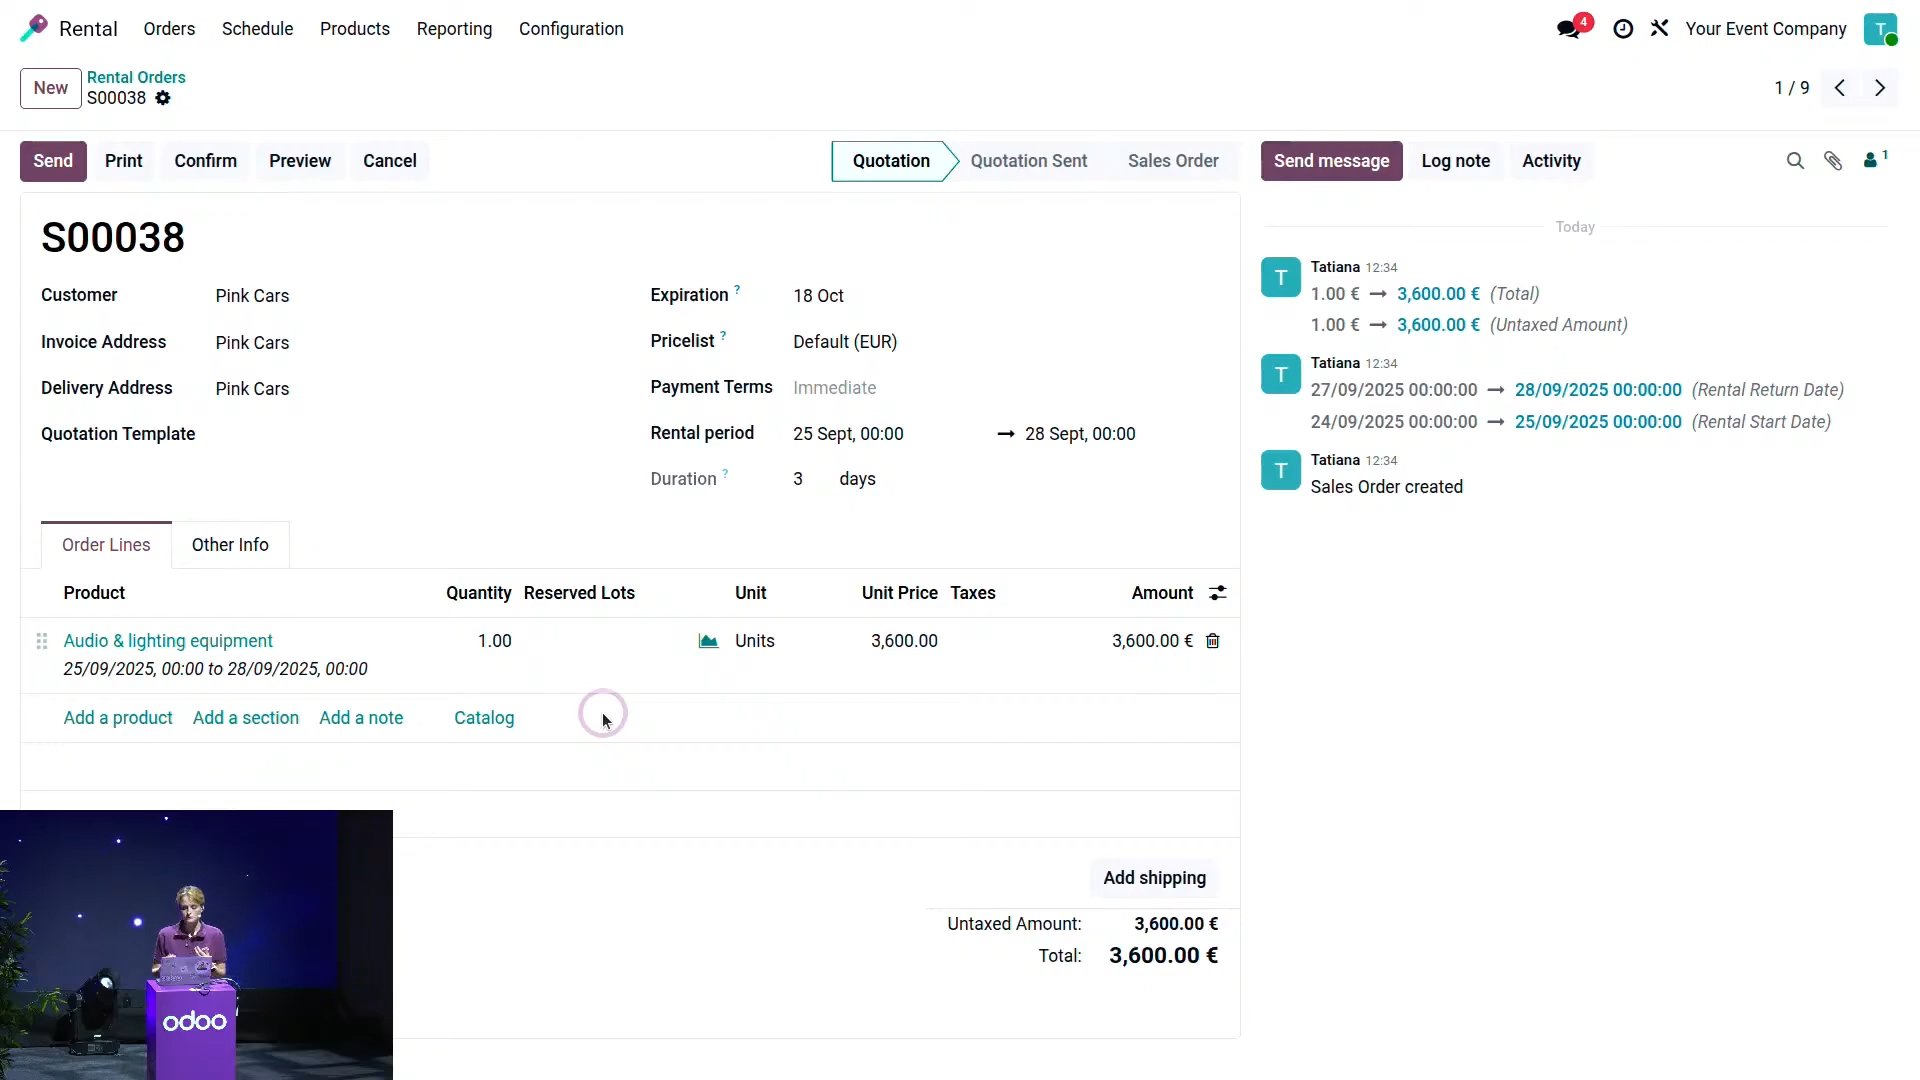 Rental Orders Schedule Products Reporting Configuration
4
Your Event Company
T
New
Rental Orders
S00038
1 / 9
Send Print Confirm Preview Cancel
Quotation Quotation Sent Sales Order
Send message Log note Activity
1
S00038
Customer Pink Cars
Invoice Address Pink Cars
Delivery Address Pink Cars
Quotation Template
Expiration ? 18 Oct
Pricelist ? Default (EUR)
Payment Terms Immediate
Rental period 25 Sept, 00:00 → 28 Sept, 00:00
Duration ? 3 days
Order Lines Other Info
Product Quantity Reserved Lots Unit Unit Price Taxes Amount
Audio & lighting equipment 1.00 Units 3,600.00 3,600.00 €
25/09/2025, 00:00 to 28/09/2025, 00:00
Add a product Add a section Add a note Catalog
Add shipping
Untaxed Amount: 3,600.00 €
Total: 3,600.00 €
Today
T
Tatiana 12:34
1.00 € → 3,600.00 € (Total)
1.00 € → 3,600.00 € (Untaxed Amount)
T
Tatiana 12:34
27/09/2025 00:00:00 → 28/09/2025 00:00:00 (Rental Return Date)
24/09/2025 00:00:00 → 25/09/2025 00:00:00 (Rental Start Date)
T
Tatiana 12:34
Sales Order created
odoo